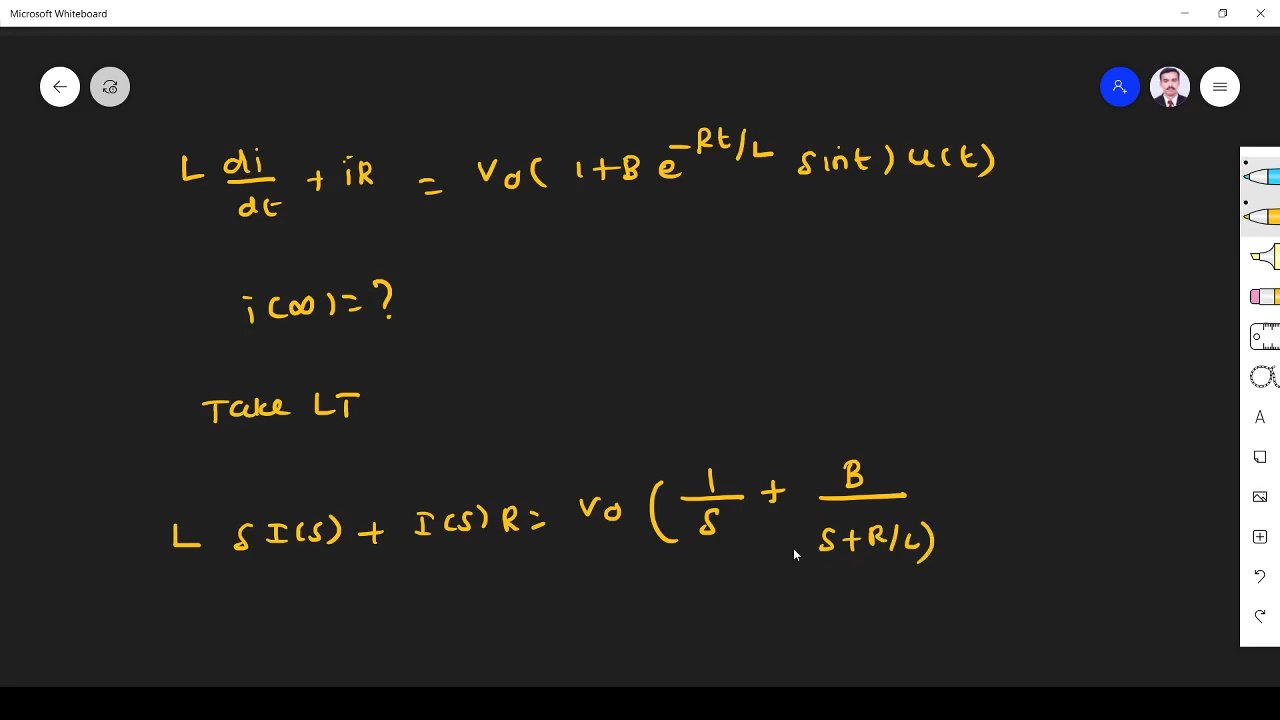 Microsoft Whiteboard
L di/dt + iR = V0( 1+B e^-Rt/L sint) u(t)
i(∞)=?
Take LT
L S I(S) + I(S) R = V0 ( 1/S + B/S+R/L)
A